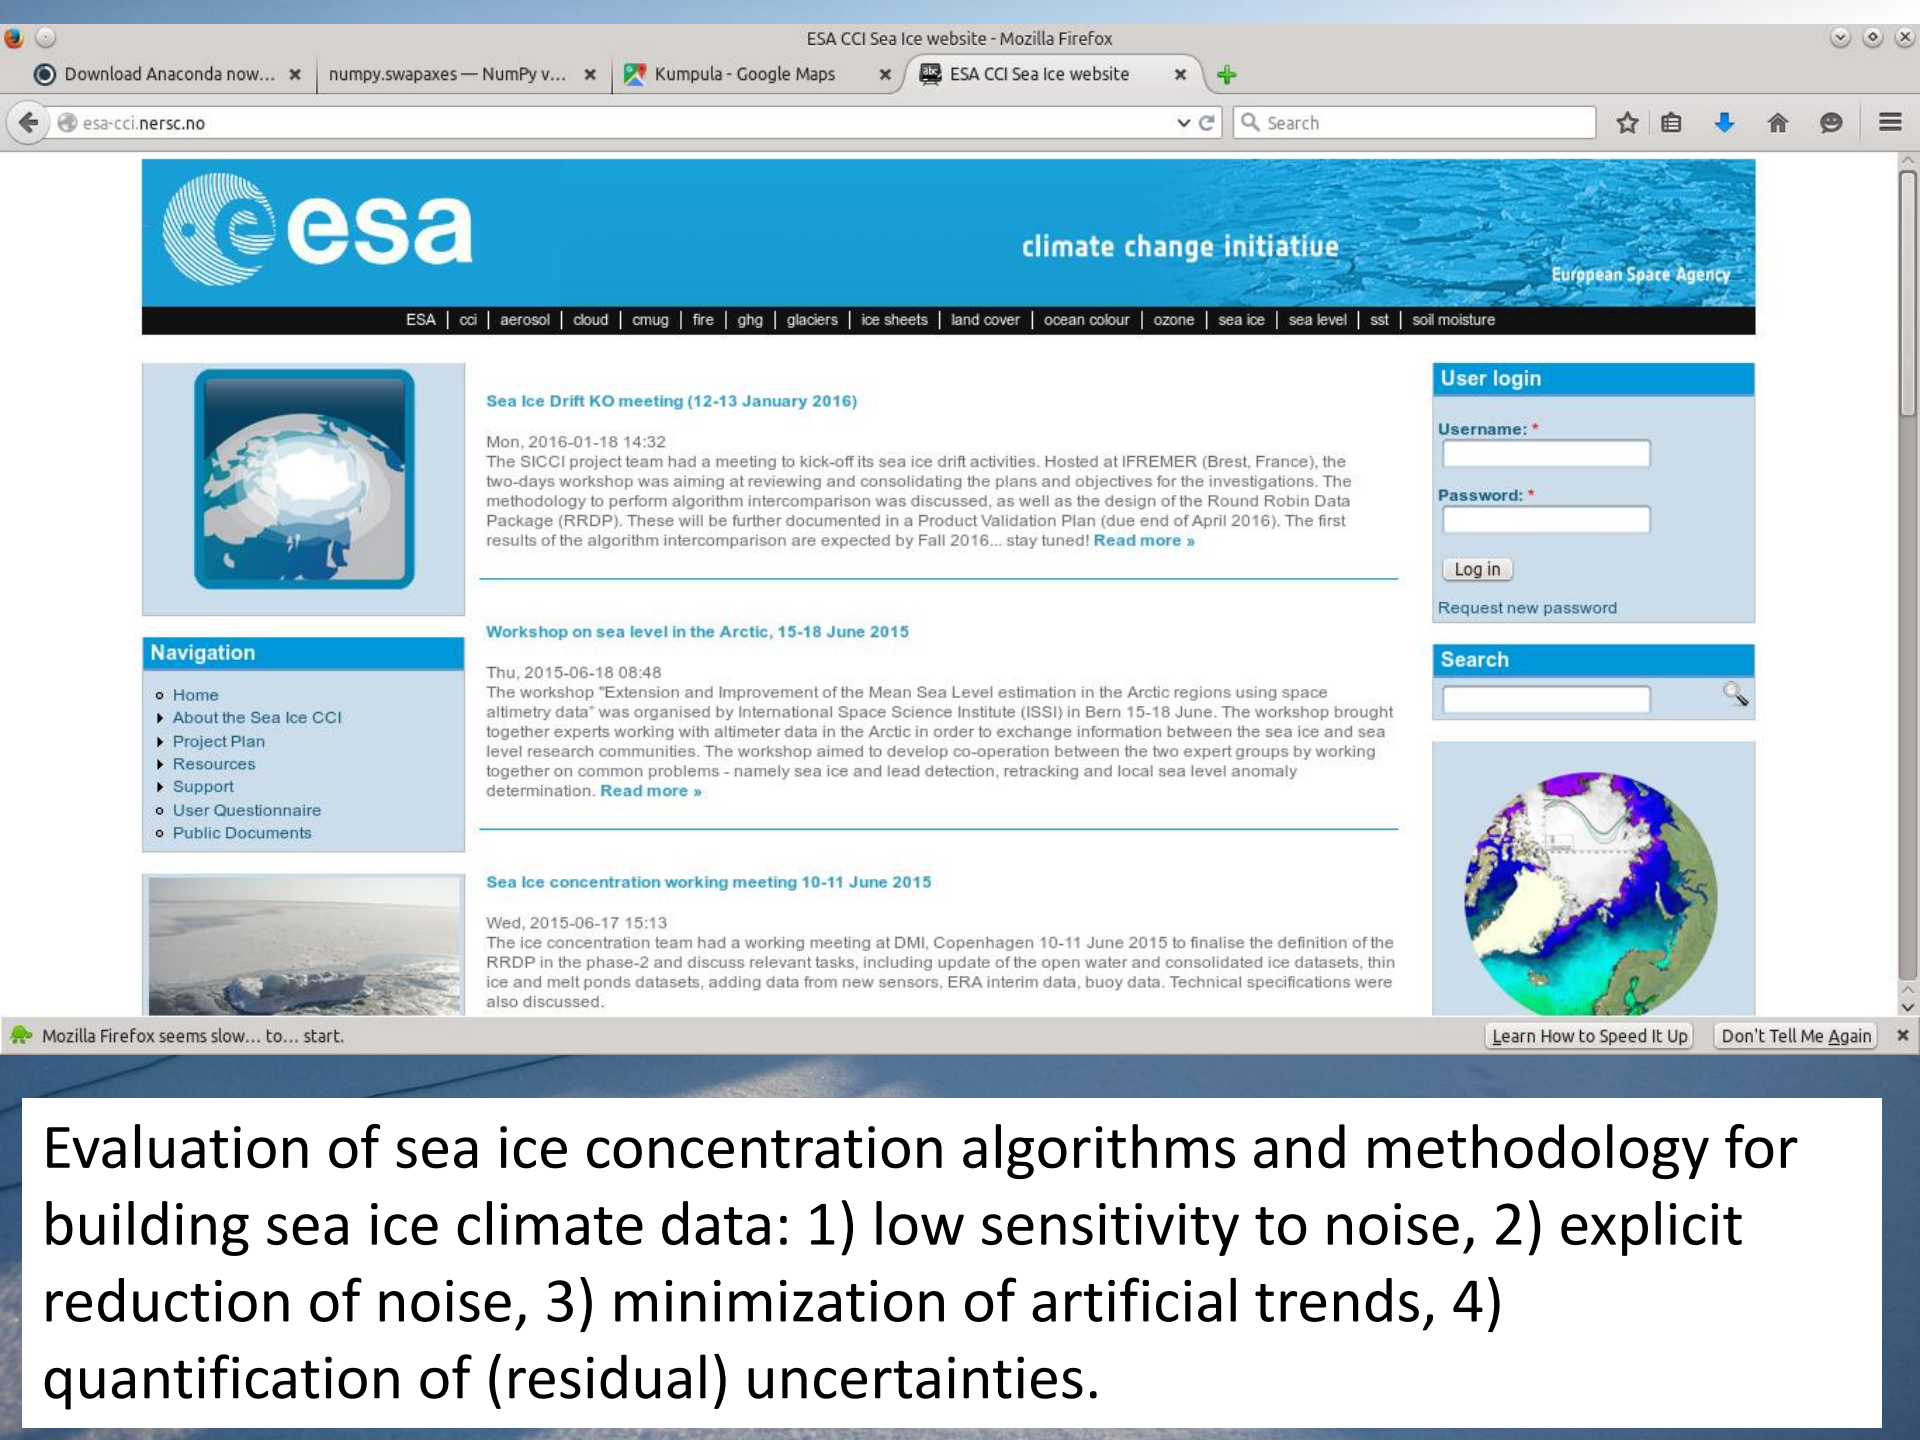 ESA CCI Sea Ice website - Mozilla Firefox
Download Anaconda now... numpy.swapaxes — NumPy v... Kumpula - Google Maps ESA CCI Sea Ice website
esa-cci.nersc.no Search
esa
climate change initiative
European Space Agency
ESA | cci | aerosol | cloud | cmug | fire | ghg | glaciers | ice sheets | land cover | ocean colour | ozone | sea ice | sea level | sst | soil moisture
Navigation
Home
About the Sea Ice CCI
Project Plan
Resources
Support
User Questionnaire
Public Documents
Sea Ice Drift KO meeting (12-13 January 2016)
Mon, 2016-01-18 14:32
The SICCI project team had a meeting to kick-off its sea ice drift activities. Hosted at IFREMER (Brest, France), the
two-days workshop was aiming at reviewing and consolidating the plans and objectives for the investigations. The
methodology to perform algorithm intercomparison was discussed, as well as the design of the Round Robin Data
Package (RRDP). These will be further documented in a Product Validation Plan (due end of April 2016). The first
results of the algorithm intercomparison are expected by Fall 2016... stay tuned! Read more »
Workshop on sea level in the Arctic, 15-18 June 2015
Thu, 2015-06-18 08:48
The workshop "Extension and Improvement of the Mean Sea Level estimation in the Arctic regions using space
altimetry data” was organised by International Space Science Institute (ISSI) in Bern 15-18 June. The workshop brought
together experts working with altimeter data in the Arctic in order to exchange information between the sea ice and sea
level research communities. The workshop aimed to develop co-operation between the two expert groups by working
together on common problems - namely sea ice and lead detection, retracking and local sea level anomaly
determination. Read more »
Sea Ice concentration working meeting 10-11 June 2015
Wed, 2015-06-17 15:13
The ice concentration team had a working meeting at DMI, Copenhagen 10-11 June 2015 to finalise the definition of the
RRDP in the phase-2 and discuss relevant tasks, including update of the open water and consolidated ice datasets, thin
ice and melt ponds datasets, adding data from new sensors, ERA interim data, buoy data. Technical specifications were
also discussed.
User login
Username: *
Password: *
Log in
Request new password
Search
Mozilla Firefox seems slow... to... start. Learn How to Speed It Up Don't Tell Me Again
Evaluation of sea ice concentration algorithms and methodology for
building sea ice climate data: 1) low sensitivity to noise, 2) explicit
reduction of noise, 3) minimization of artificial trends, 4)
quantification of (residual) uncertainties.